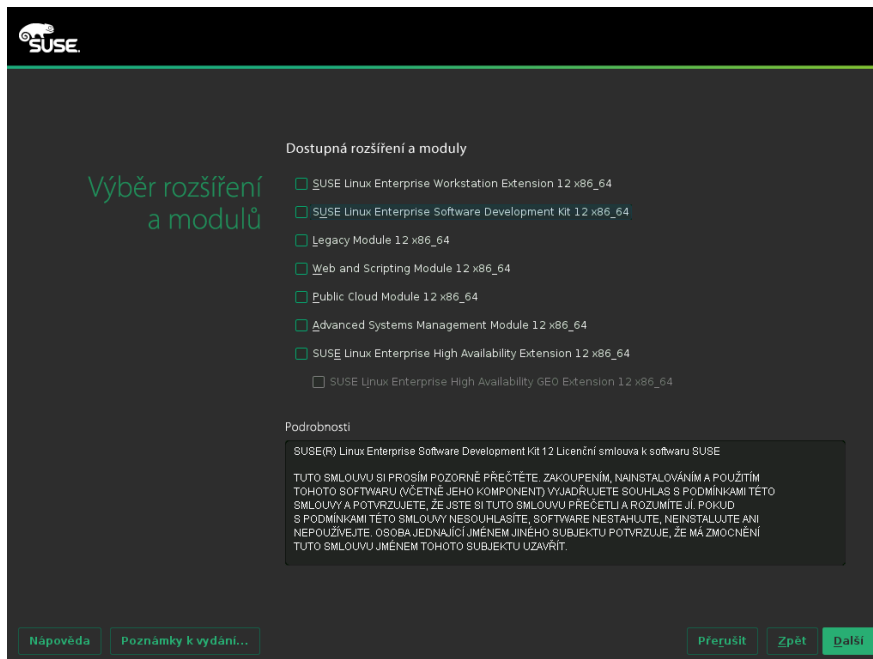 SUSE.
Výběr rozšíření
a modulů
Dostupná rozšíření a moduly
SUSE Linux Enterprise Workstation Extension 12 x86_64
SUSE Linux Enterprise Software Development Kit 12 x86_64
Legacy Module 12 x86_64
Web and Scripting Module 12 x86_64
Public Cloud Module 12 x86_64
Advanced Systems Management Module 12 x86_64
SUSE Linux Enterprise High Availability Extension 12 x86_64
SUSE Linux Enterprise High Availability GEO Extension 12 x86_64
Podrobnosti
SUSE(R) Linux Enterprise Software Development Kit 12 Licenční smlouva k softwaru SUSE
TUTO SMLOUVU SI PROSÍM POZORNĚ PŘEČTĚTE. ZAKOUPENÍM, NAINSTALOVÁNÍM A POUŽITÍM
TOHOTO SOFTWARU (VČETNĚ JEHO KOMPONENT) VYJADŘUJETE SOUHLAS S PODMÍNKAMI TÉTO
SMLOUVY A POTVRZUJETE, ŽE JSTE SI TUTO SMLOUVU PŘEČETLI A ROZUMÍTE JÍ. POKUD
S PODMÍNKAMI TÉTO SMLOUVY NESOUHLASÍTE, SOFTWARE NESTAHUJTE, NEINSTALUJTE ANI
NEPOUŽÍVEJTE. OSOBA JEDNAJÍCÍ JMÉNEM JINÉHO SUBJEKTU POTVRZUJE, ŽE MÁ ZMOCNĚNÍ
TUTO SMLOUVU JMÉNEM TOHOTO SUBJEKTU UZAVŘÍT.
Nápověda
Poznámky k vydání...
Přerušit
Zpět
Další